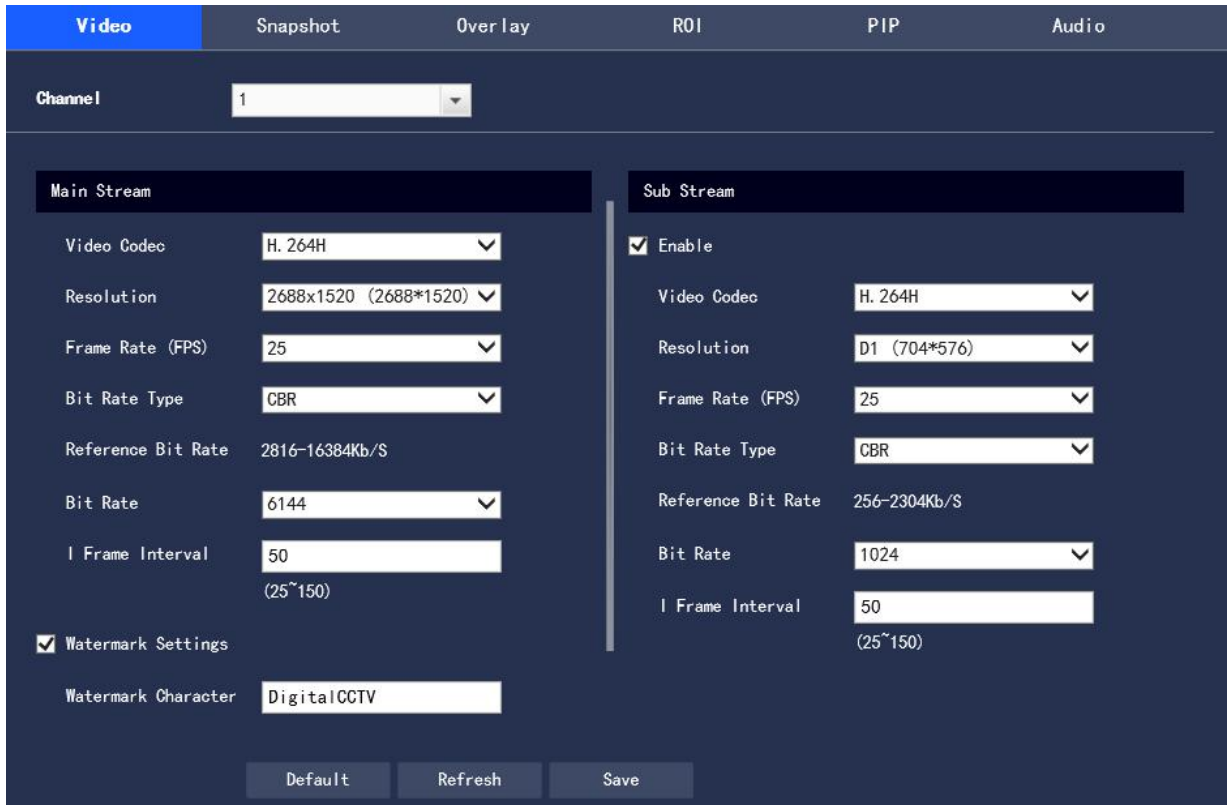 Video Snapshot Overlay ROI PIP Audio
Channel 1
Main Stream
Video Codec H.264H
Resolution 2688x1520 (2688*1520)
Frame Rate (FPS) 25
Bit Rate Type CBR
Reference Bit Rate 2816-16384Kb/S
Bit Rate 6144
I Frame Interval 50
(25~150)
Watermark Settings
Watermark Character DigitalCCTV
Sub Stream
Enable
Video Codec H.264H
Resolution D1 (704*576)
Frame Rate (FPS) 25
Bit Rate Type CBR
Reference Bit Rate 256-2304Kb/S
Bit Rate 1024
I Frame Interval 50
(25~150)
Default Refresh Save